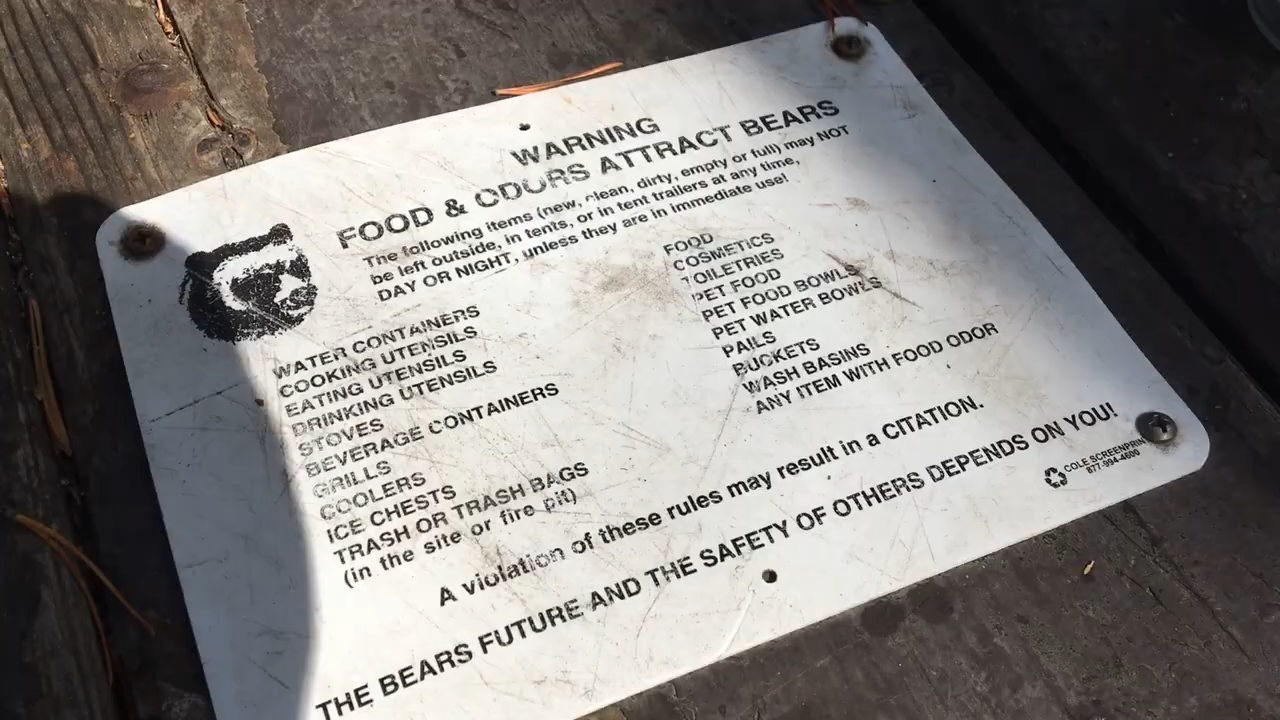 WARNING
FOOD & ODURS ATTRACT BEARS
The following items (new, clean, dirty, empty or full) may NOT
be left outside, in tents, or in tent trailers at any time,
DAY OR NIGHT, unless they are in immediate use!
WATER CONTAINERS
COOKING UTENSILS
EATING UTENSILS
DRINKING UTENSILS
STOVES
BEVERAGE CONTAINERS
GRILLS
COOLERS
ICE CHESTS
TRASH OR TRASH BAGS
(in the site or fire pit)
FOOD
COSMETICS
TOILETRIES
PET FOOD
PET FOOD BOWLS
PET WATER BOWLS
PAILS
BUCKETS
WASH BASINS
ANY ITEM WITH FOOD ODOR
A violation of these rules may result in a CITATION.
THE BEARS FUTURE AND THE SAFETY OF OTHERS DEPENDS ON YOU!
COLE SCREENPRIN
877-994-4600